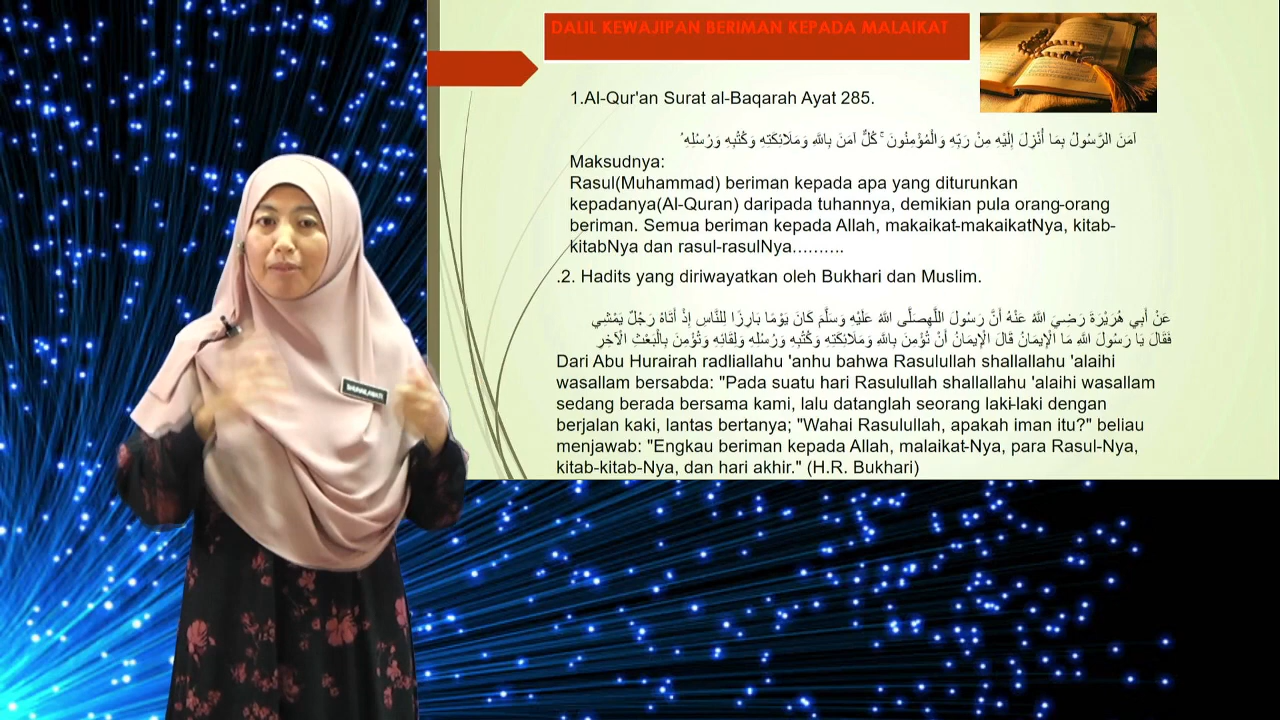 DALIL KEWAJIPAN BERIMAN KEPADA MALAIKAT
1.Al-Qur'an Surat al-Baqarah Ayat 285.
آمَنَ الرَّسُولُ بِمَا أُنْزِلَ إِلَيْهِ مِنْ رَبِّهِ وَالْمُؤْمِنُونَ ۚ كُلٌّ آمَنَ بِاللَّهِ وَمَلَائِكَتِهِ وَكُتُبِهِ وَرُسُلِهِ
Maksudnya:
Rasul(Muhammad) beriman kepada apa yang diturunkan
kepadanya(Al-Quran) daripada tuhannya, demikian pula orang-orang
beriman. Semua beriman kepada Allah, makaikat-makaikatNya, kitab-
kitabNya dan rasul-rasulNya..........
.2. Hadits yang diriwayatkan oleh Bukhari dan Muslim.
عَنْ أَبِي هُرَيْرَةَ رَضِيَ اللهُ عَنْهُ أَنَّ رَسُولَ اللَّهِصَلَّى اللهُ عَلَيْهِ وَسَلَّمَ كَانَ يَوْمًا بَارِزًا لِلنَّاسِ إِذْ أَتَاهُ رَجُلٌ يَمْشِي
فَقَالَ يَا رَسُولَ اللهِ مَا الْإِيمَانُ قَالَ الْإِيمَانُ أَنْ تُؤْمِنَ بِاللهِ وَمَلَائِكَتِهِ وَكُتُبِهِ وَرُسُلِهِ وَلِقَائِهِ وَتُؤْمِنَ بِالْبَعْثِ الْآخِرِ
Dari Abu Hurairah radliallahu 'anhu bahwa Rasulullah shallallahu 'alaihi
wasallam bersabda: "Pada suatu hari Rasulullah shallallahu 'alaihi wasallam
sedang berada bersama kami, lalu datanglah seorang laki-laki dengan
berjalan kaki, lantas bertanya; "Wahai Rasulullah, apakah iman itu?" beliau
menjawab: "Engkau beriman kepada Allah, malaikat-Nya, para Rasul-Nya,
kitab-kitab-Nya, dan hari akhir." (H.R. Bukhari)